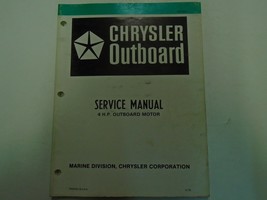 CHRYSLER
Outboard
SERVICE MANUAL
4 H.P. OUTBOARD MOTOR
MARINE DIVISION, CHRYSLER CORPORATION